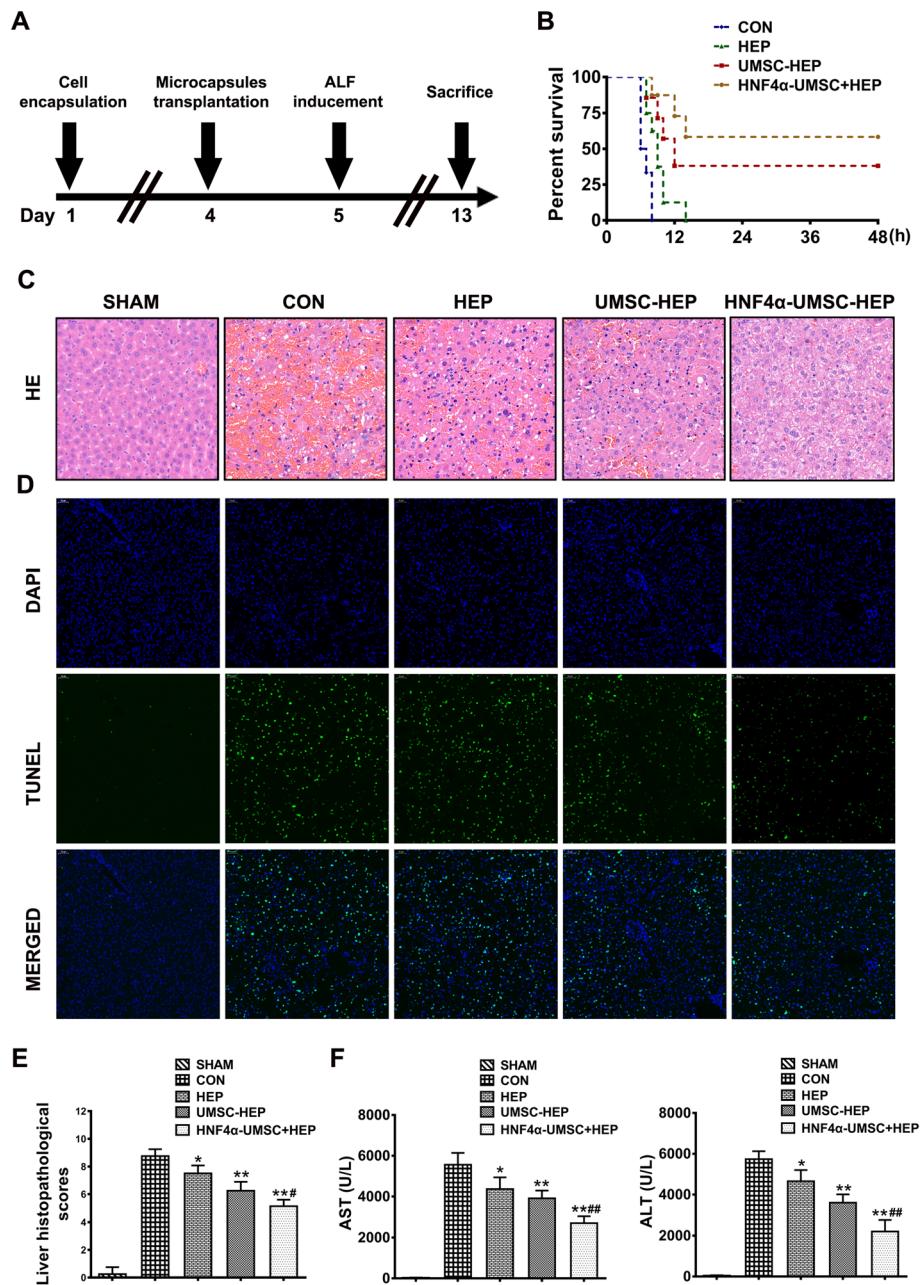 A
Cell
encapsulation
Microcapsules
transplantation
ALF
inducement
Sacrifice
Day 1 4 5 13
B
CON
HEP
UMSC-HEP
HNF4α-UMSC+HEP
Percent survival
100
75
50
25
0
0 12 24 36 48(h)
C
SHAM CON HEP UMSC-HEP HNF4α-UMSC-HEP
HE
D
DAPI
TUNEL
MERGED
E
SHAM
CON
HEP
UMSC-HEP
HNF4α-UMSC+HEP
Liver histopathological
scores
12
10
8
6
4
2
0
*
**
**#
F
SHAM
CON
HEP
UMSC-HEP
HNF4α-UMSC+HEP
AST (U/L)
8000
6000
4000
2000
0
*
**
**##
SHAM
CON
HEP
UMSC-HEP
HNF4α-UMSC+HEP
ALT (U/L)
8000
6000
4000
2000
0
*
**
**##